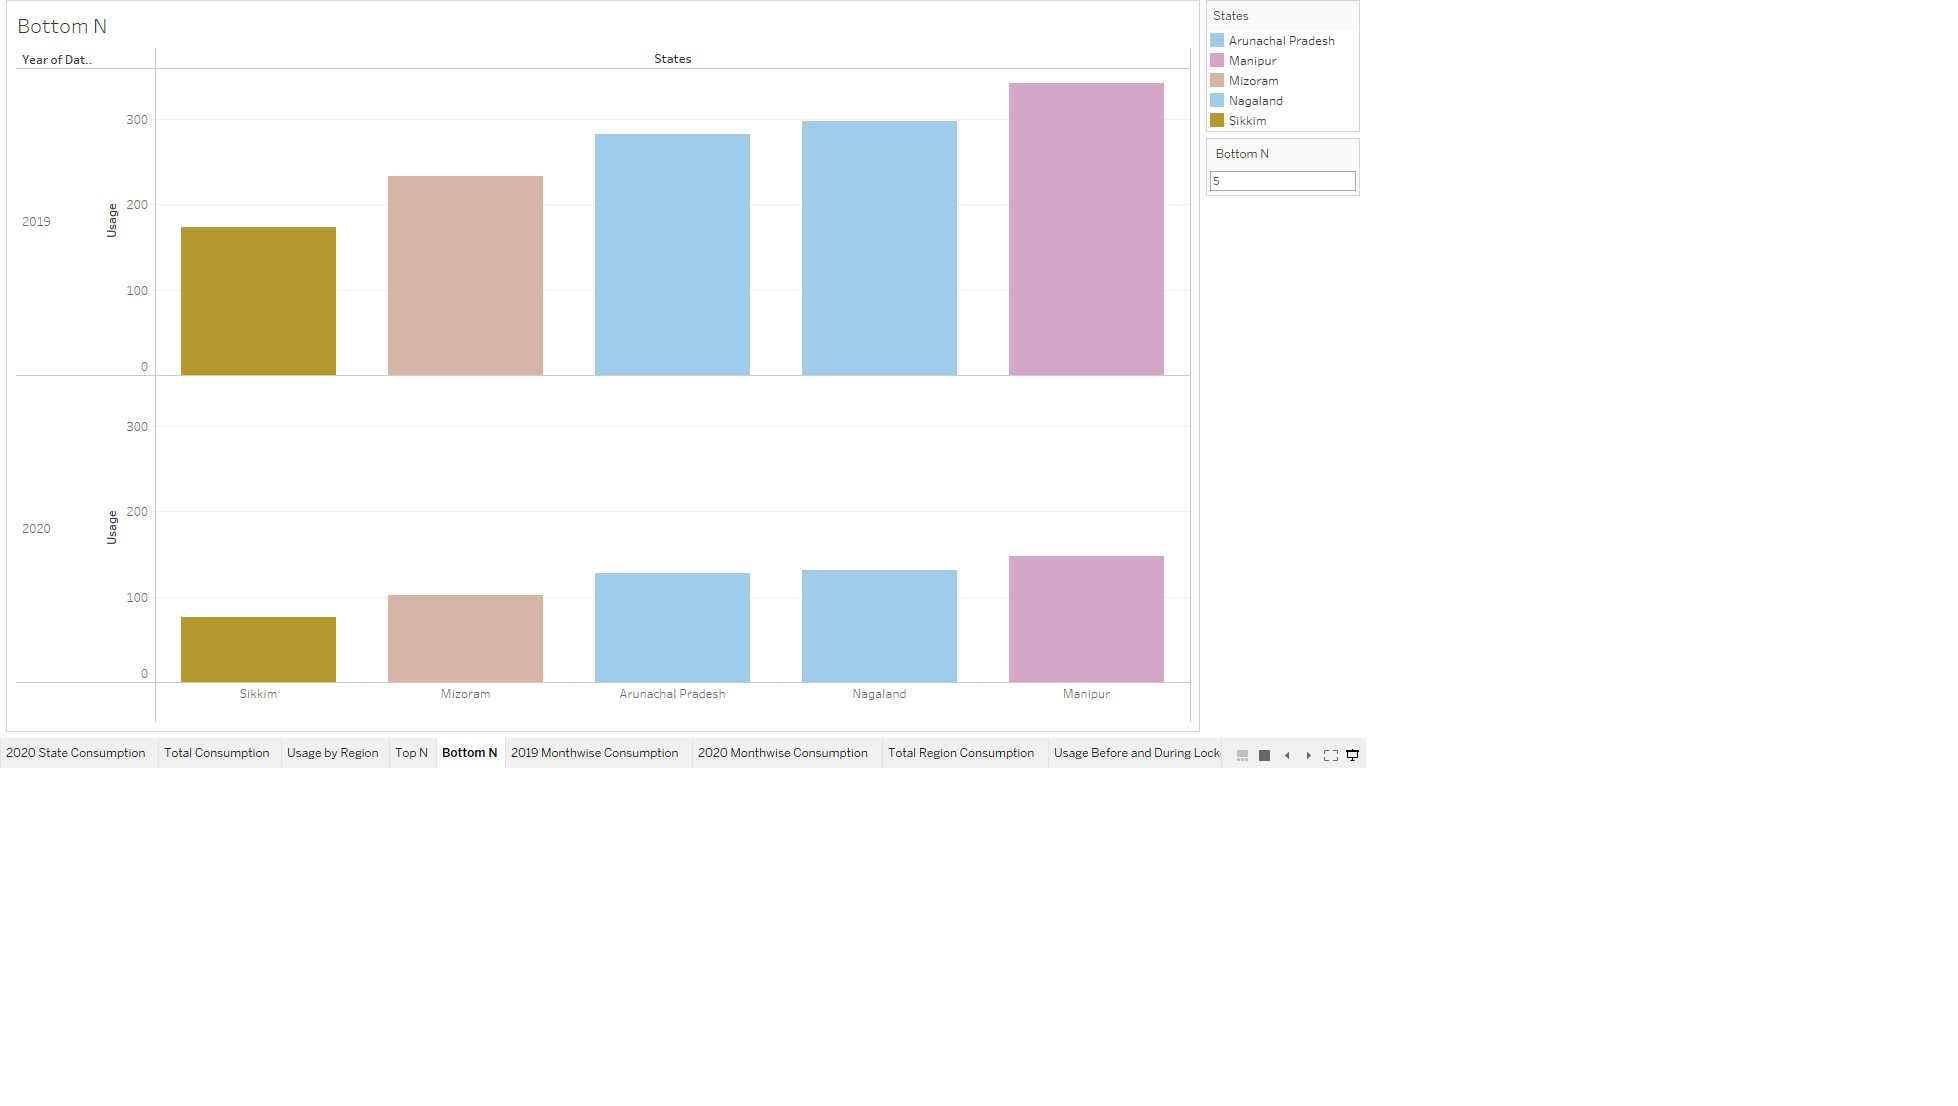 Bottom N
Year of Dat..
States
300
200
100
0
Usage
2019
300
200
100
0
Usage
2020
Sikkim
Mizoram
Arunachal Pradesh
Nagaland
Manipur
States
Arunachal Pradesh
Manipur
Mizoram
Nagaland
Sikkim
Bottom N
5
2020 State Consumption
Total Consumption
Usage by Region
Top N
Bottom N
2019 Monthwise Consumption
2020 Monthwise Consumption
Total Region Consumption
Usage Before and During Lock